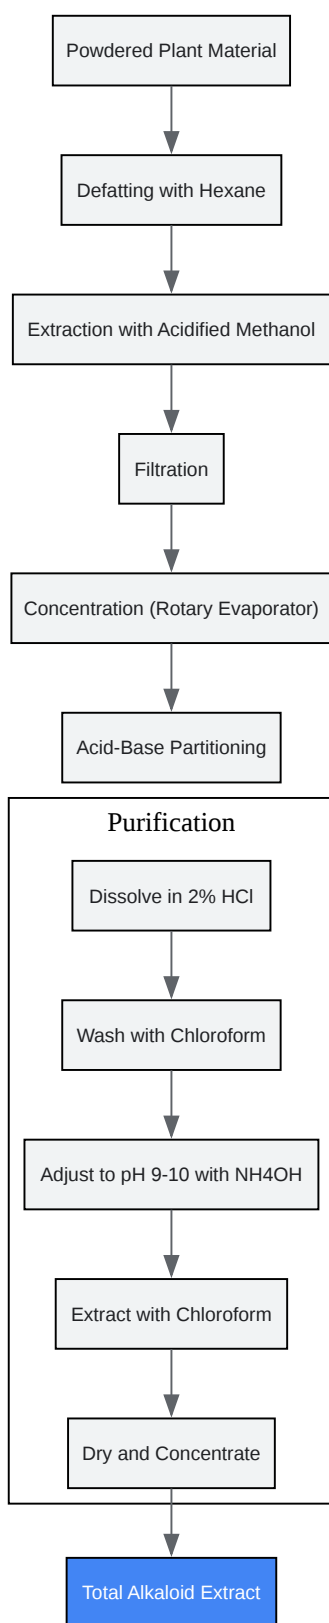 Powdered Plant Material
Defatting with Hexane
Extraction with Acidified Methanol
Filtration
Concentration (Rotary Evaporator)
Acid-Base Partitioning
Purification
Dissolve in 2% HCl
Wash with Chloroform
Adjust to pH 9-10 with NH4OH
Extract with Chloroform
Dry and Concentrate
Total Alkaloid Extract